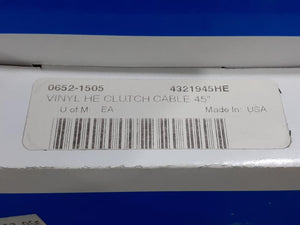 0652-1505 4321945HE
VINYL HE CLUTCH CABLE 45"
U of M EA Made In: USA